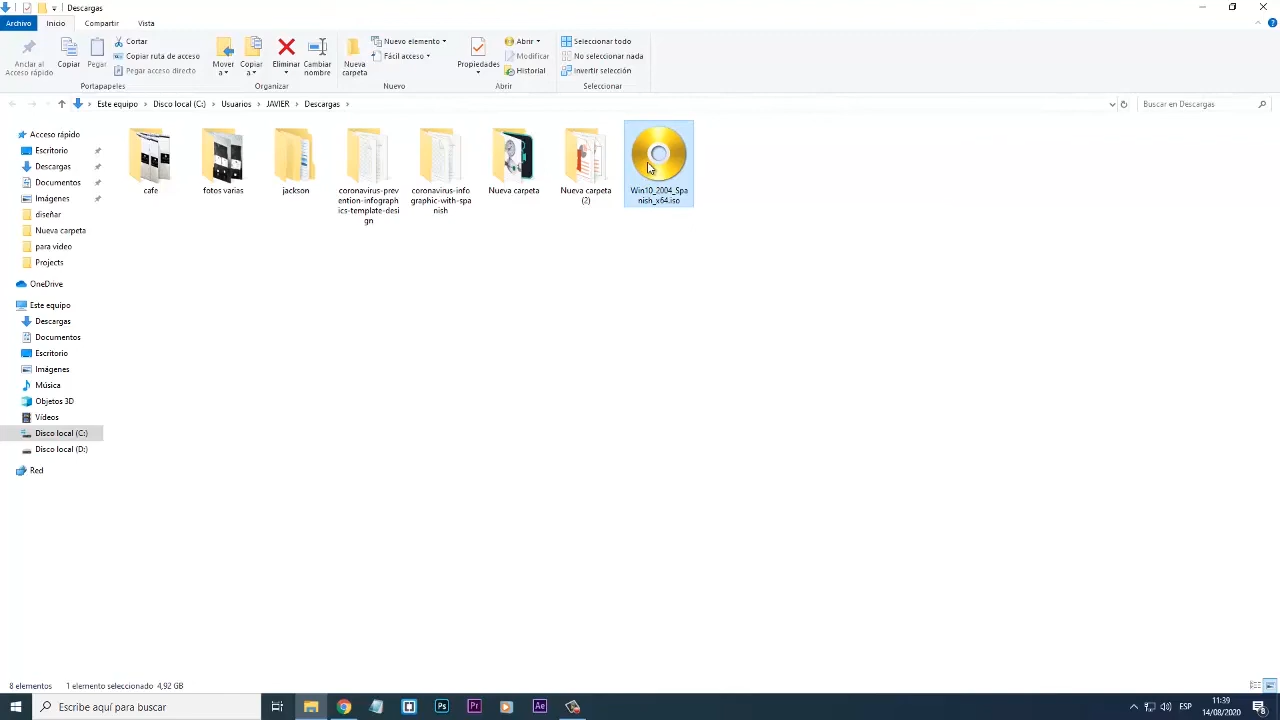 Descargas
Archivo Inicio Compartir Vista
Anclar al
Acceso rápido
Copiar
Pegar
Cortar
Copiar ruta de acceso
Pegar acceso directo
Portapapeles
Mover
a
Copiar
a
Eliminar
Cambiar
nombre
Organizar
Nueva
carpeta
Nuevo elemento
Fácil acceso
Nuevo
Propiedades
Abrir
Modificar
Historial
Abrir
Seleccionar todo
No seleccionar nada
Invertir selección
Seleccionar
Este equipo > Disco local (C:) > Usuarios > JAVIER > Descargas >
Buscar en Descargas
Acceso rápido
Escritorio
Descargas
Documentos
Imágenes
diseñar
Nueva carpeta
para video
Projects
OneDrive
Este equipo
Descargas
Documentos
Escritorio
Imágenes
Música
Objetos 3D
Vídeos
Disco local (C:)
Disco local (D:)
Red
cafe
fotos varias
jackson
coronavirus-prev
ention-infograph
ics-template-desi
gn
coronavirus-info
graphic-with-spa
nish
Nueva carpeta
Nueva carpeta
(2)
Win10_2004_Spa
nish_x64.iso
8 elementos 1 elemento seleccionado 4,92 GB
Escribe aquí para buscar
Ps
Pr
Ae
ESP
11:39
14/08/2020
8